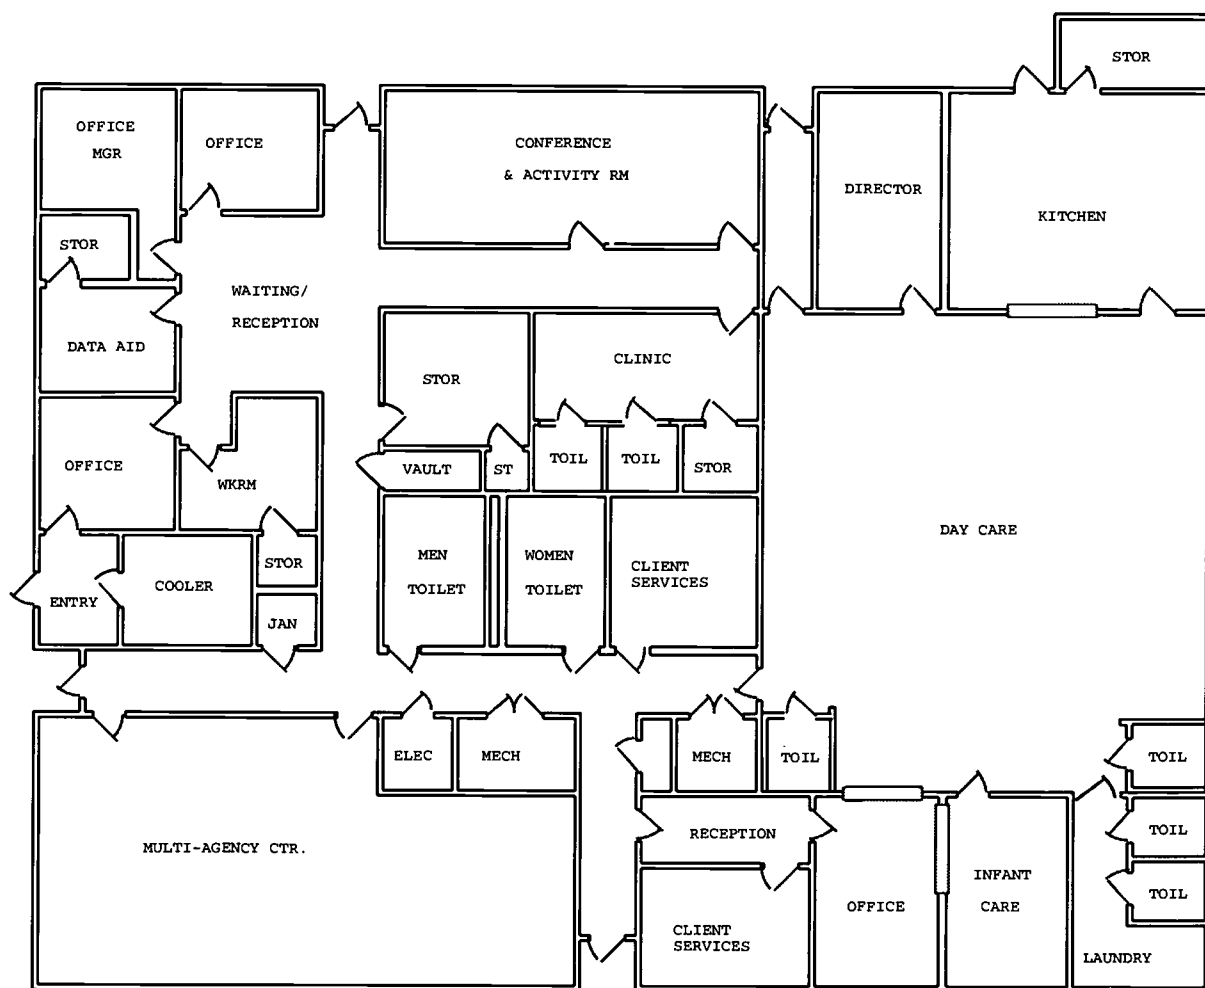 STOR
OFFICE
MGR
OFFICE
CONFERENCE
& ACTIVITY RM
DIRECTOR
KITCHEN
STOR
WAITING/
RECEPTION
DATA AID
CLINIC
STOR
OFFICE
WKRM
VAULT
ST
TOIL
TOIL
STOR
DAY CARE
MEN
TOILET
WOMEN
TOILET
CLIENT
SERVICES
STOR
COOLER
ENTRY
JAN
ELEC
MECH
MECH
TOIL
TOIL
MULTI-AGENCY CTR.
RECEPTION
TOIL
INFANT
CARE
OFFICE
TOIL
CLIENT
SERVICES
LAUNDRY